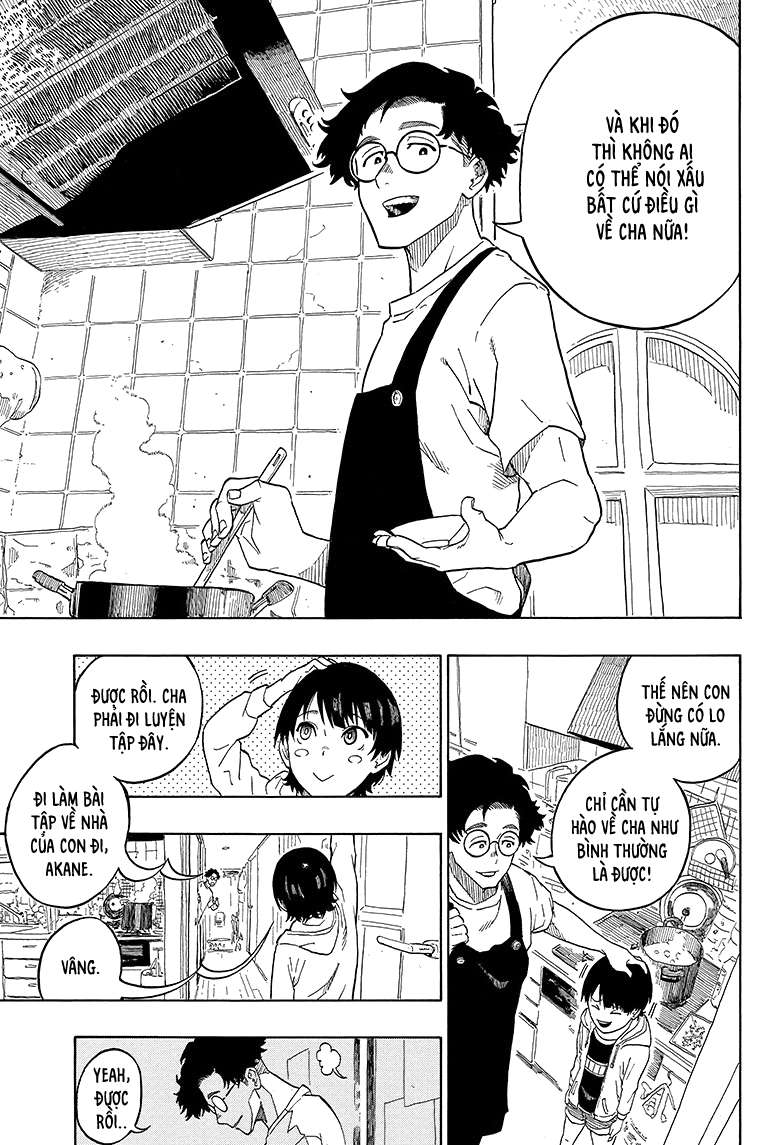 VÀ KHI ĐÓ
THÌ KHÔNG AI
CÓ THỂ NÓI XẤU
BẤT CỨ ĐIỀU GÌ
VỀ CHA NỮA!
THẾ NÊN CON
ĐỪNG CÓ LO
LẮNG NỮA.
CHỈ CẦN TỰ
HÀO VỀ CHA NHƯ
BÌNH THƯỜNG
LÀ ĐƯỢC!
ĐƯỢC RỒI. CHA
PHẢI ĐI LUYỆN
TẬP ĐÂY.
ĐI LÀM BÀI
TẬP VỀ NHÀ
CỦA CON ĐI,
AKANE.
VÂNG.
YEAH,
ĐƯỢC
RỒI..